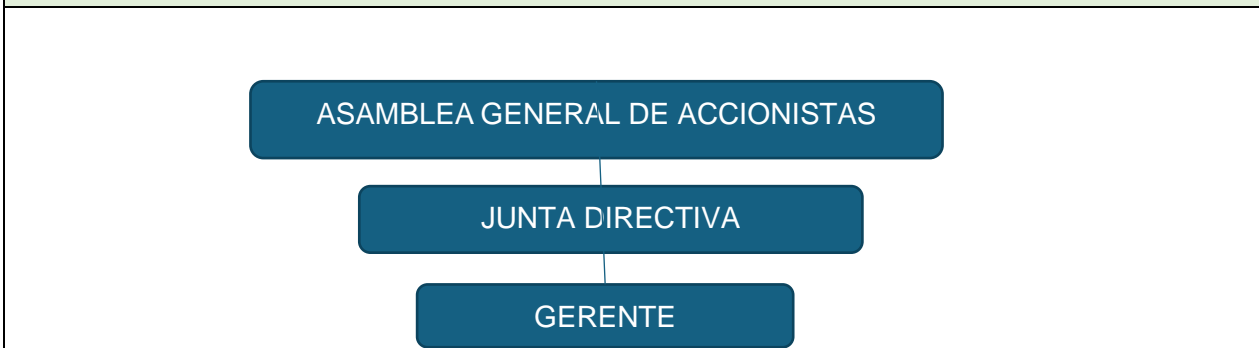 ASAMBLEA GENERAL DE ACCIONISTAS
JUNTA DIRECTIVA
GERENTE